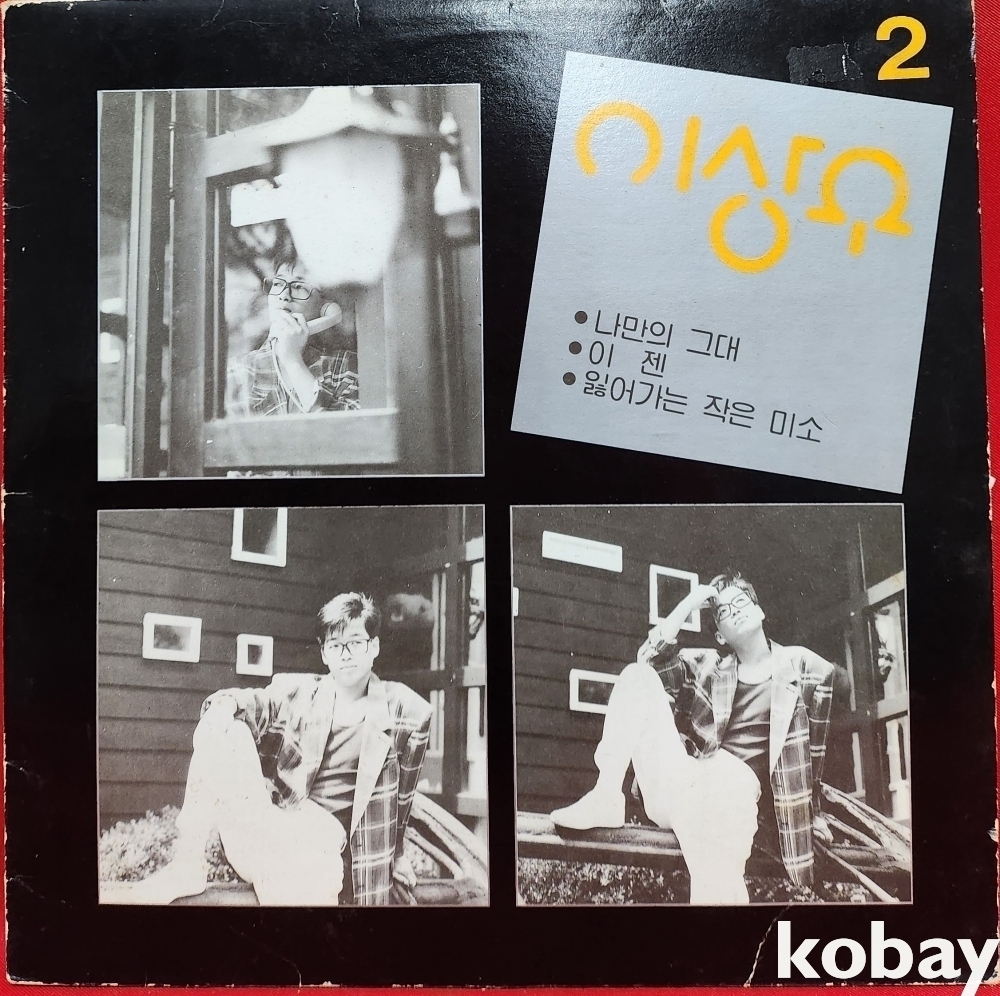 2
이상우
• 나만의 그대
• 이 젠
• 잃어가는 작은 미소
kobay